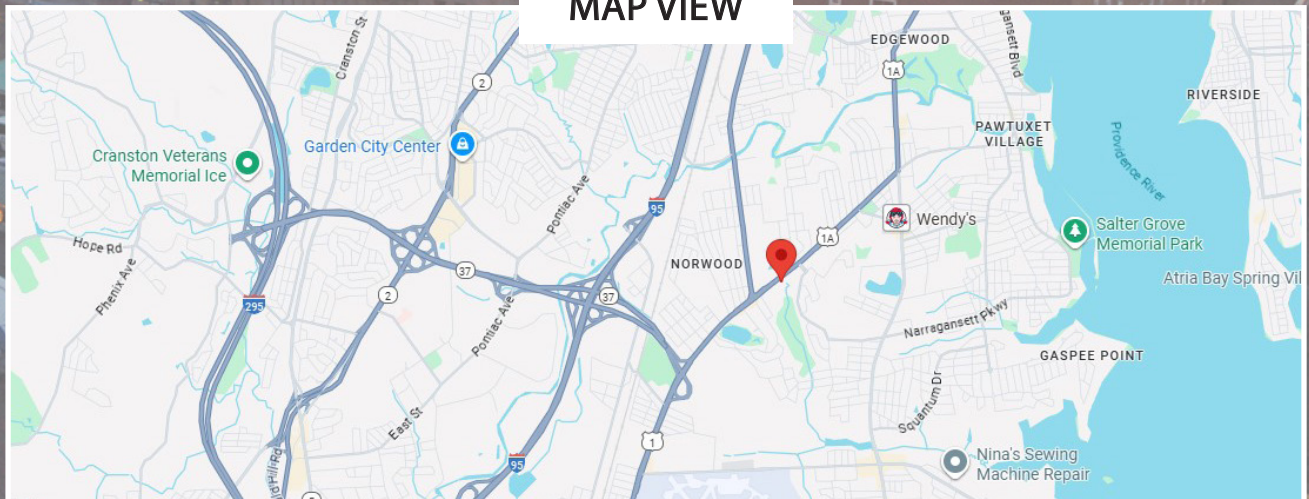 MAP VIEW
EDGEWOOD
1A
gansett Blvd
Cranston St
2
RIVERSIDE
PAWTUXET
VILLAGE
Providence River
Garden City Center
Cranston Veterans
Memorial Ice
Pontiac Ave
95
Wendy's
Salter Grove
Memorial Park
1A
Hope Rd
Phenix Ave
NORWOOD
37
Atria Bay Spring Vil
2
37
295
Pontiac Ave
Narragansett Pkwy
GASPEE POINT
Squantum Dr
East St
1
95
Nina's Sewing
Machine Repair